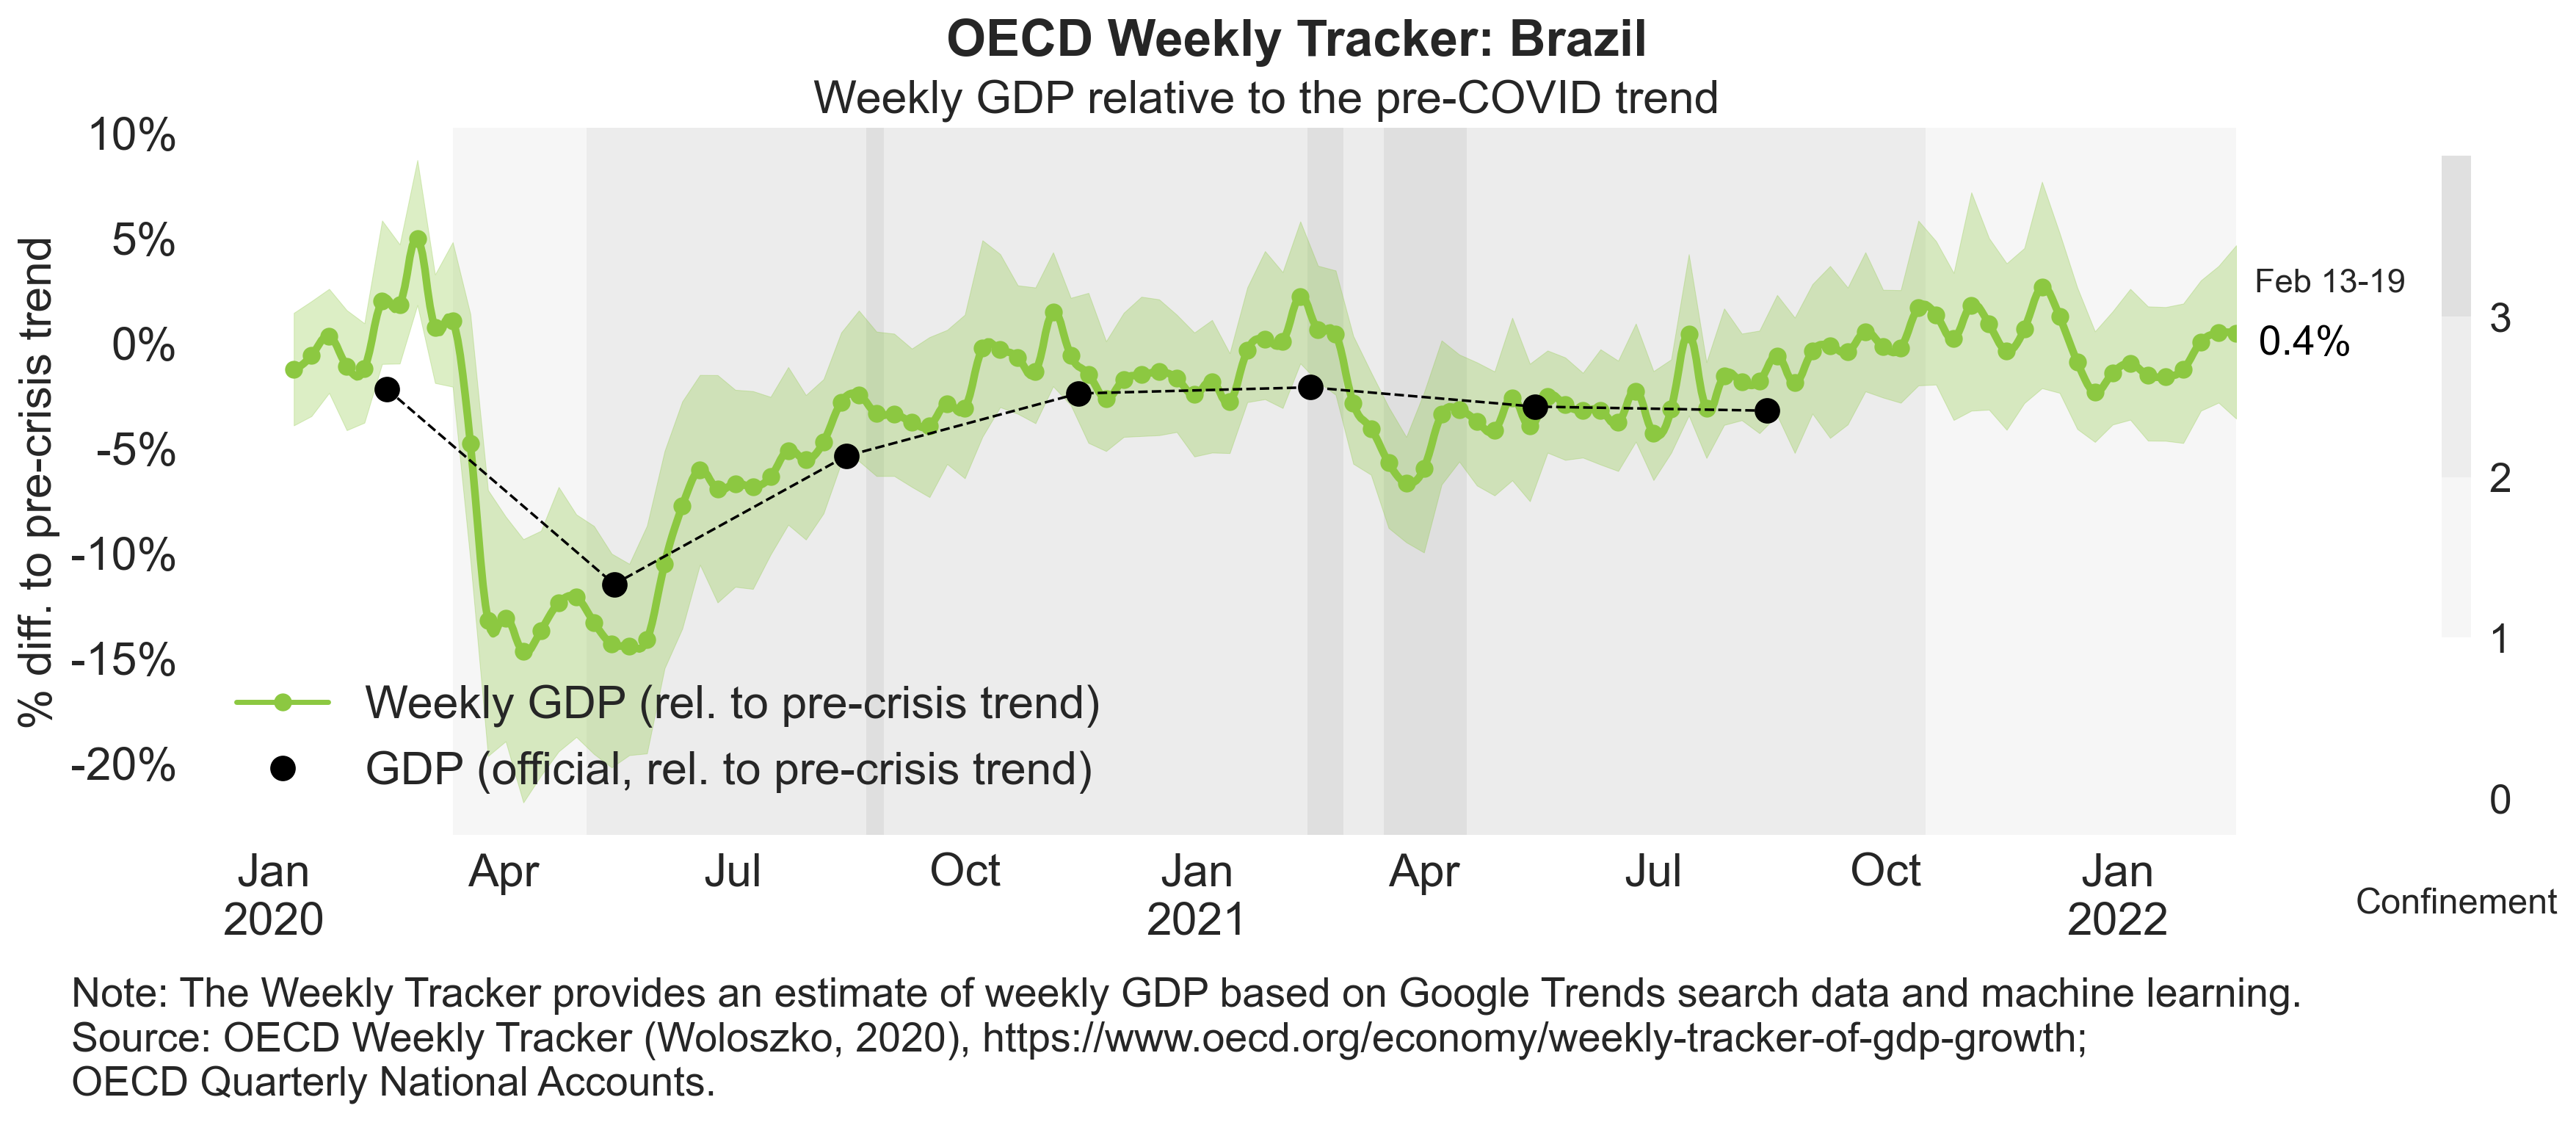 OECD Weekly Tracker: Brazil
Weekly GDP relative to the pre-COVID trend
% diff. to pre-crisis trend
10%
5%
0%
-5%
-10%
-15%
-20%
Weekly GDP (rel. to pre-crisis trend)
GDP (official, rel. to pre-crisis trend)
Feb 13-19
0.4%
3
2
1
0
Confinement
Jan Apr Jul Oct Jan Apr Jul Oct Jan
2020 2021 2022
Note: The Weekly Tracker provides an estimate of weekly GDP based on Google Trends search data and machine learning.
Source: OECD Weekly Tracker (Woloszko, 2020), https://www.oecd.org/economy/weekly-tracker-of-gdp-growth;
OECD Quarterly National Accounts.